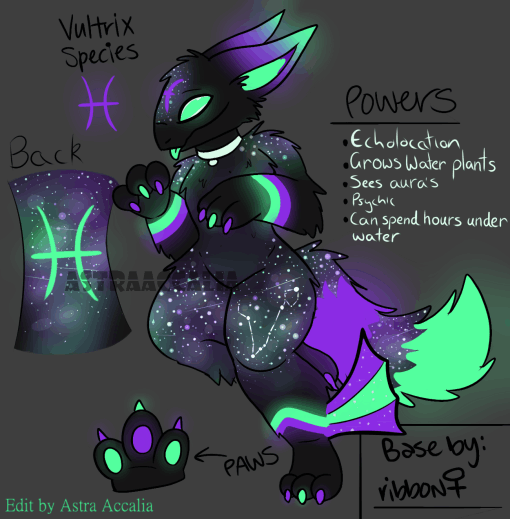 Vultrix
Species
♓
Back
♓
Powers
• Echolocation
• Grows Water plants
• Sees aura's
• Psychic
• Can spend hours under
water
PAWS
Base by:
ribbon♀
Edit by Astra Accalia